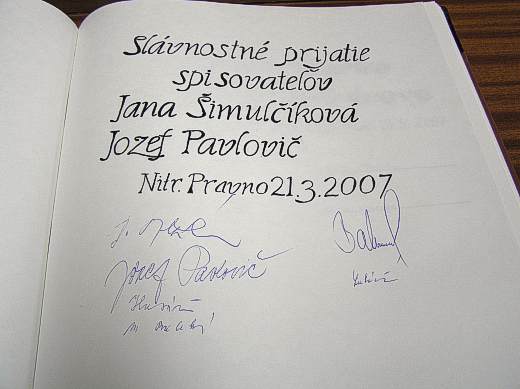 Slávnostné prijatie
spisovateľov
Jana Šimulčíková
Jozef Pavlovič
Nitr. Pravno 21.3.2007
Jozef Pavlovič